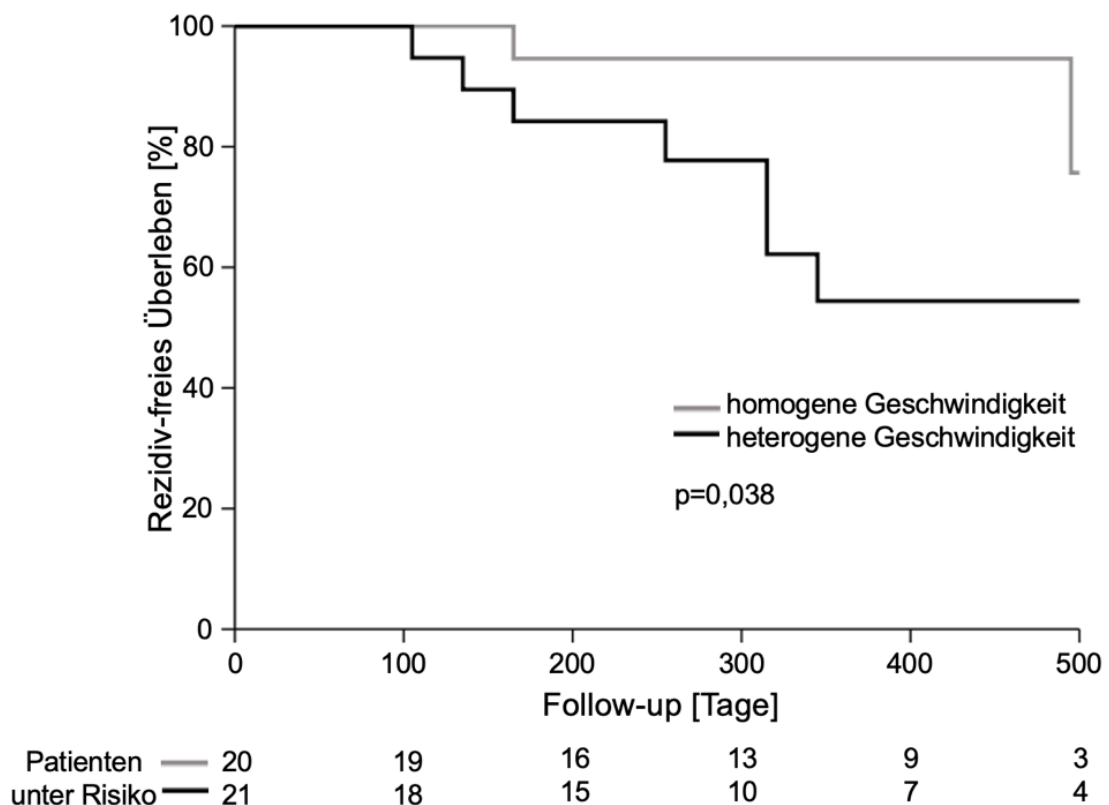 Rezidiv-freies Überleben [%]
100
80
60
40
20
0
homogene Geschwindigkeit
heterogene Geschwindigkeit
p=0,038
0 100 200 300 400 500
Follow-up [Tage]
Patienten 20 19 16 13 9 3
unter Risiko 21 18 15 10 7 4